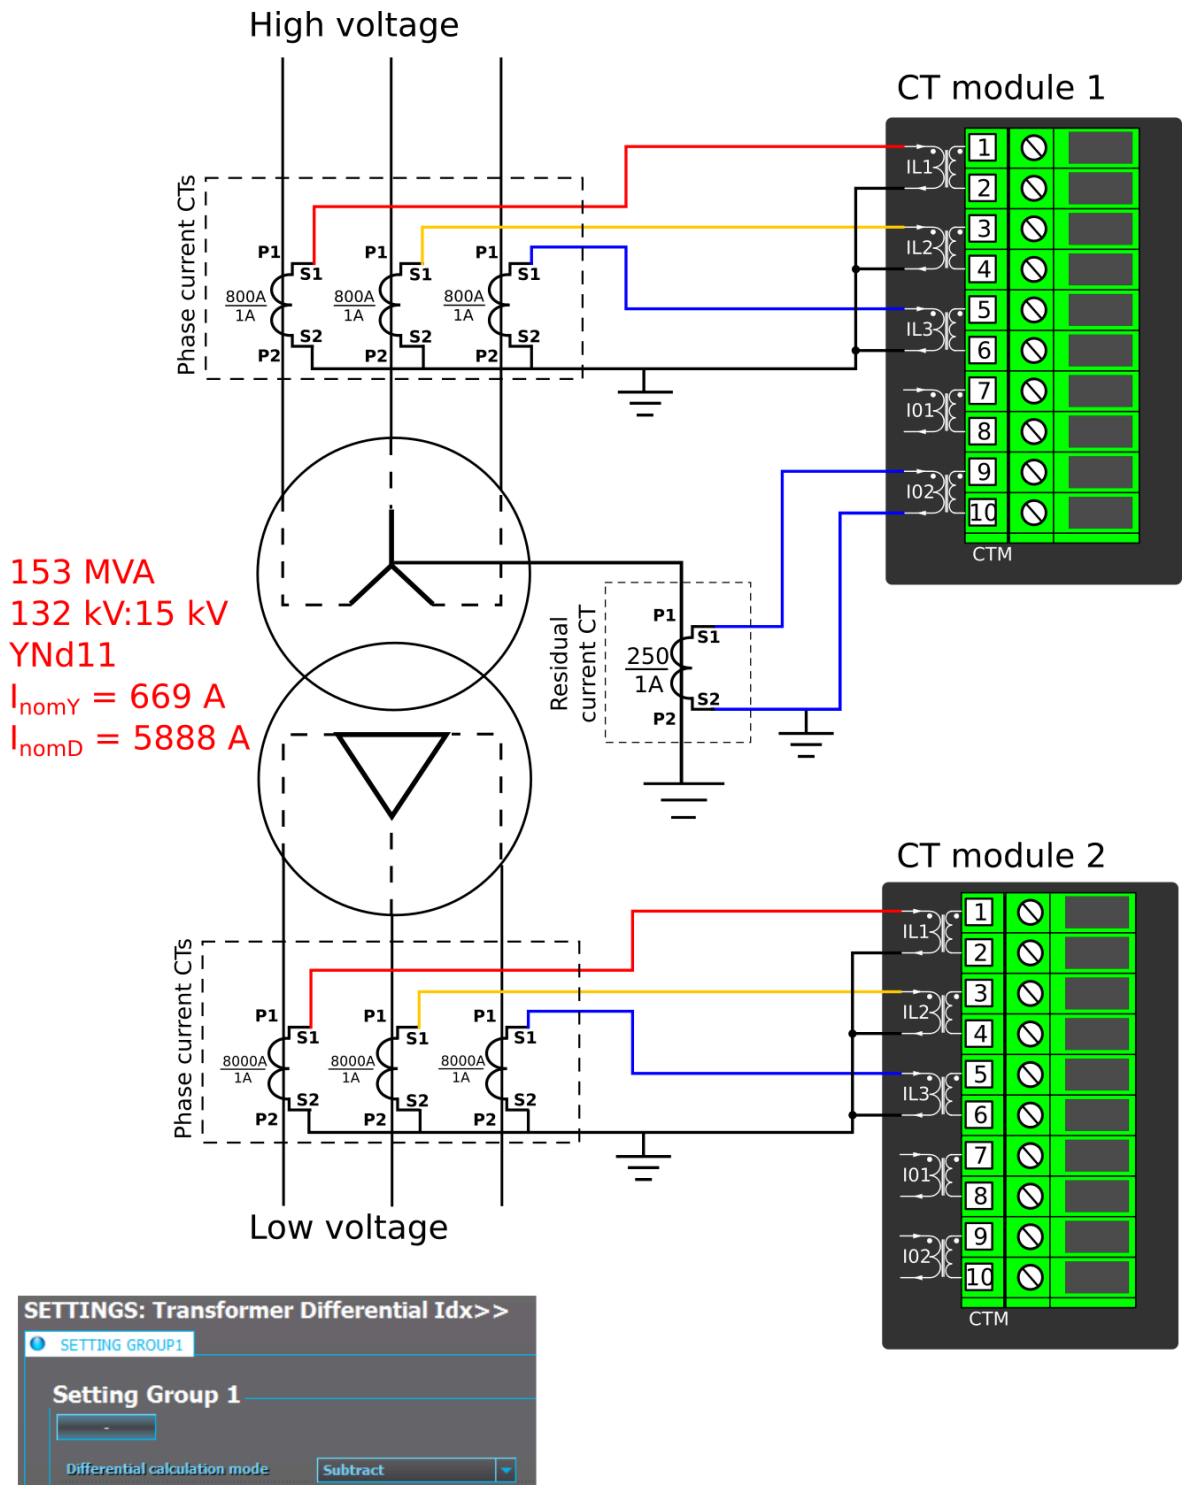 High voltage
CT module 1
Phase current CTs
P1
S1
800A
1A
S2
P2
P1
S1
800A
1A
S2
P2
P1
S1
800A
1A
S2
P2
IL1
1
2
IL2
3
4
IL3
5
6
I01
7
8
I02
9
10
CTM
153 MVA
132 kV:15 kV
YNd11
InomY = 669 A
InomD = 5888 A
Residual
current CT
P1
S1
250
1A
S2
P2
CT module 2
Phase current CTs
P1
S1
8000A
1A
S2
P2
P1
S1
8000A
1A
S2
P2
P1
S1
8000A
1A
S2
P2
IL1
1
2
IL2
3
4
IL3
5
6
I01
7
8
I02
9
10
CTM
Low voltage
SETTINGS: Transformer Differential Idx>>
SETTING GROUP1
Setting Group 1
-
Differential calculation mode
Subtract